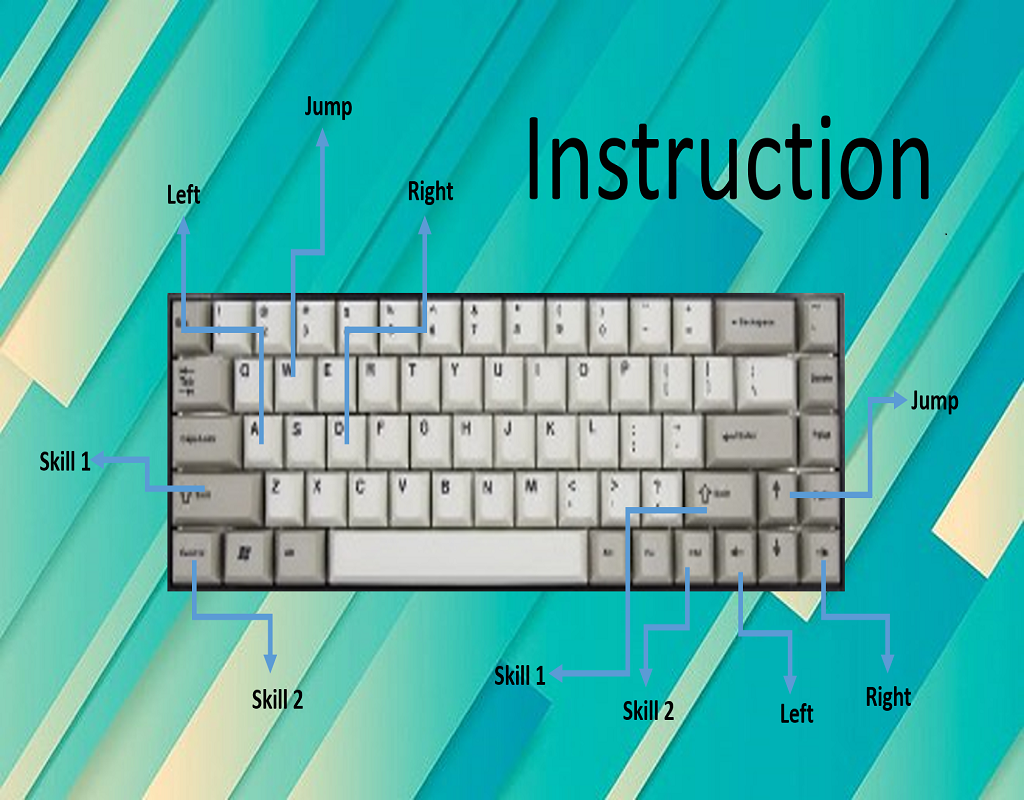 Jump
Instruction
Left
Right
Q W E R T Y U I O P
Jump
A S D F G H J K L ;
Skill 1
Z X C V B N M < > ?
Skill 1
Skill 2
Skill 2
Left
Right